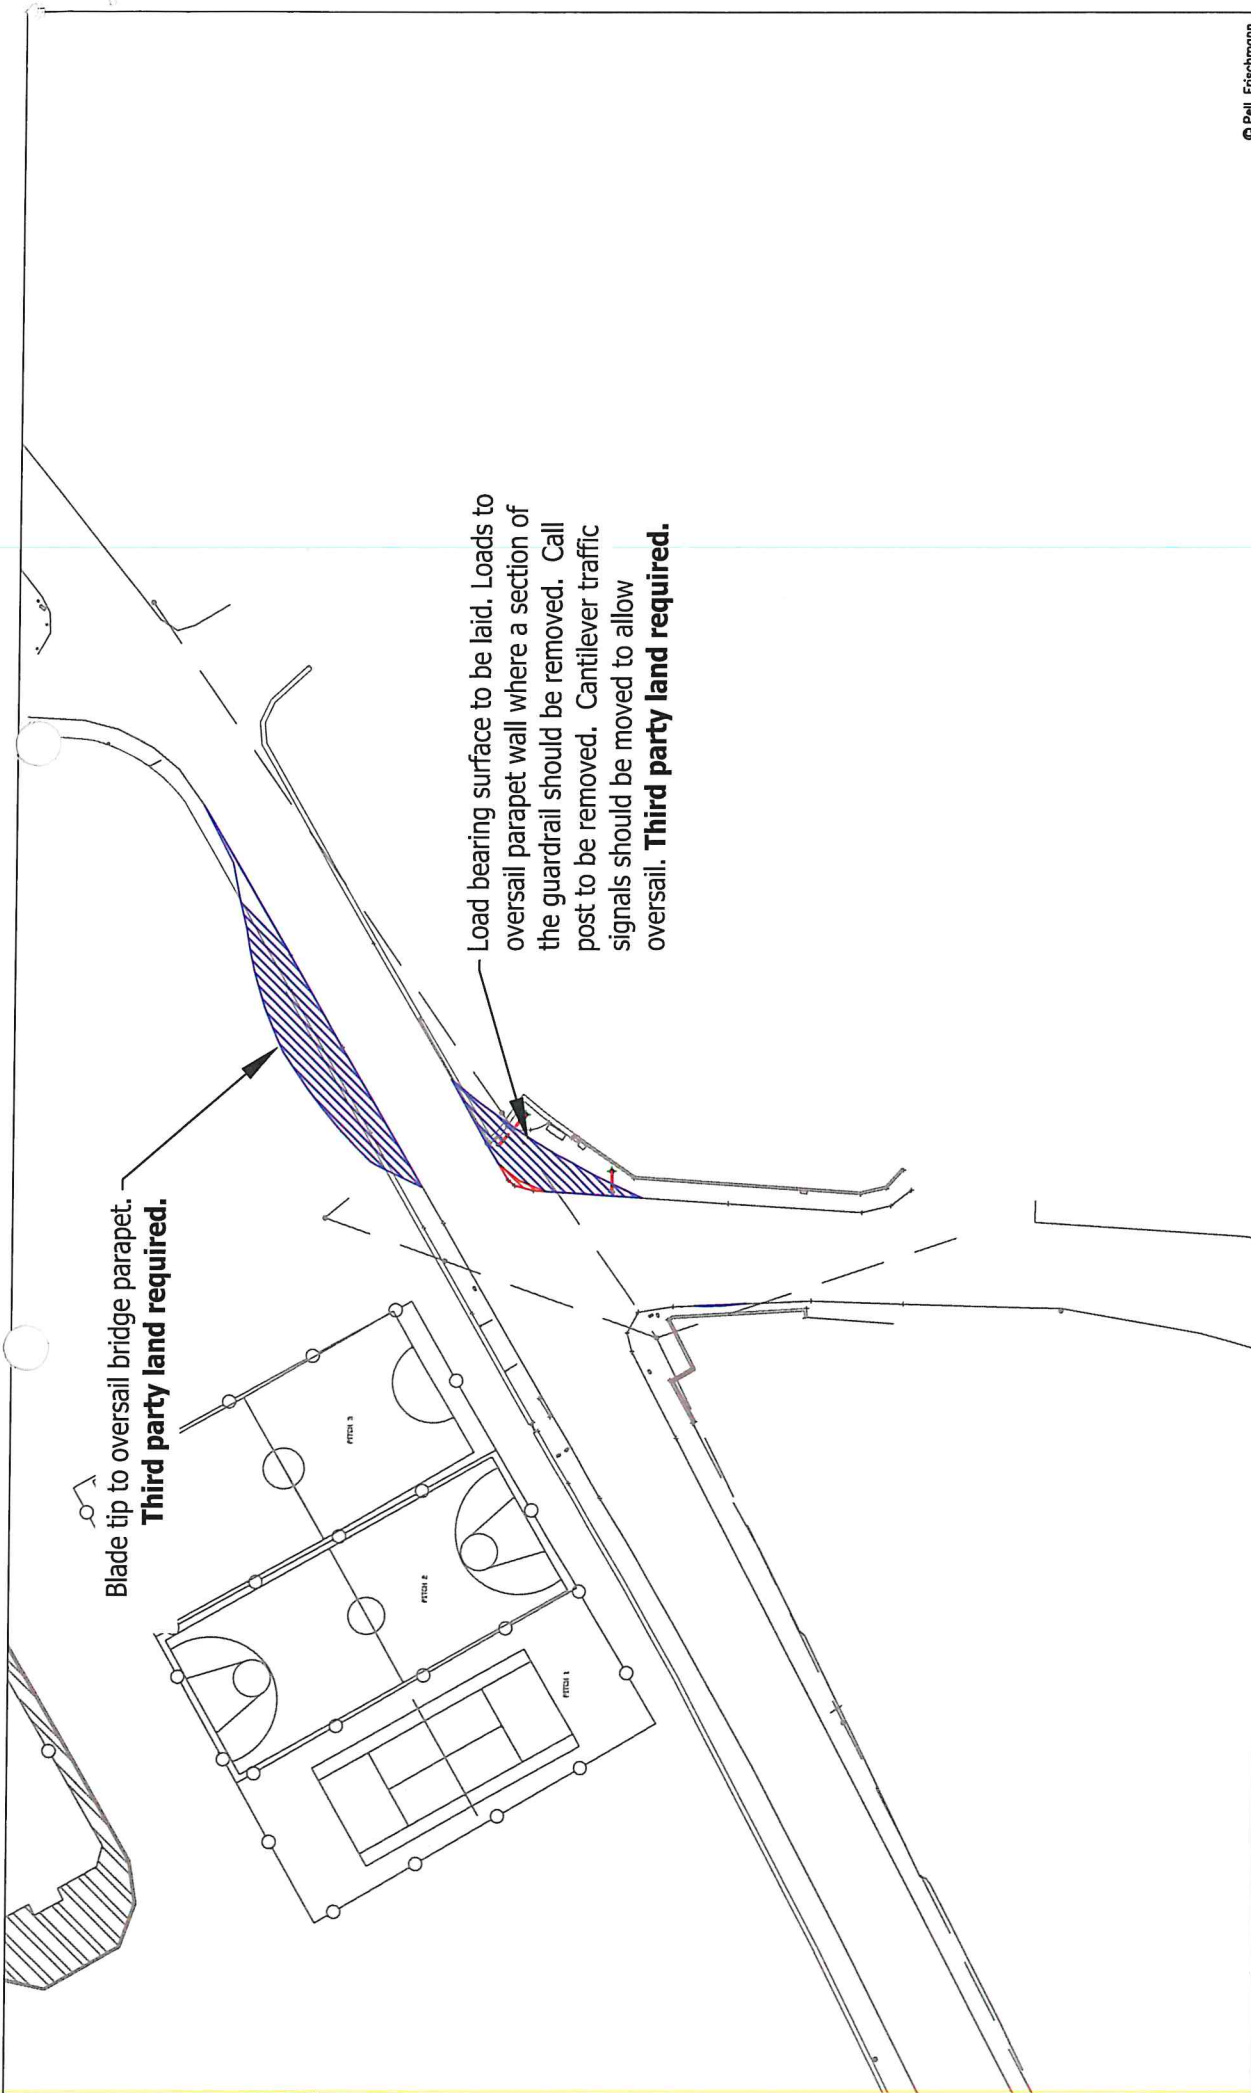 Blade tip to oversail bridge parapet.
Third party land required.
Load bearing surface to be laid. Loads to
oversail parapet wall where a section of
the guardrail should be removed. Call
post to be removed. Cantilever traffic
signals should be moved to allow
oversail. Third party land required.
PITCH 3
PITCH 2
PITCH 1
© Pell Frischmann